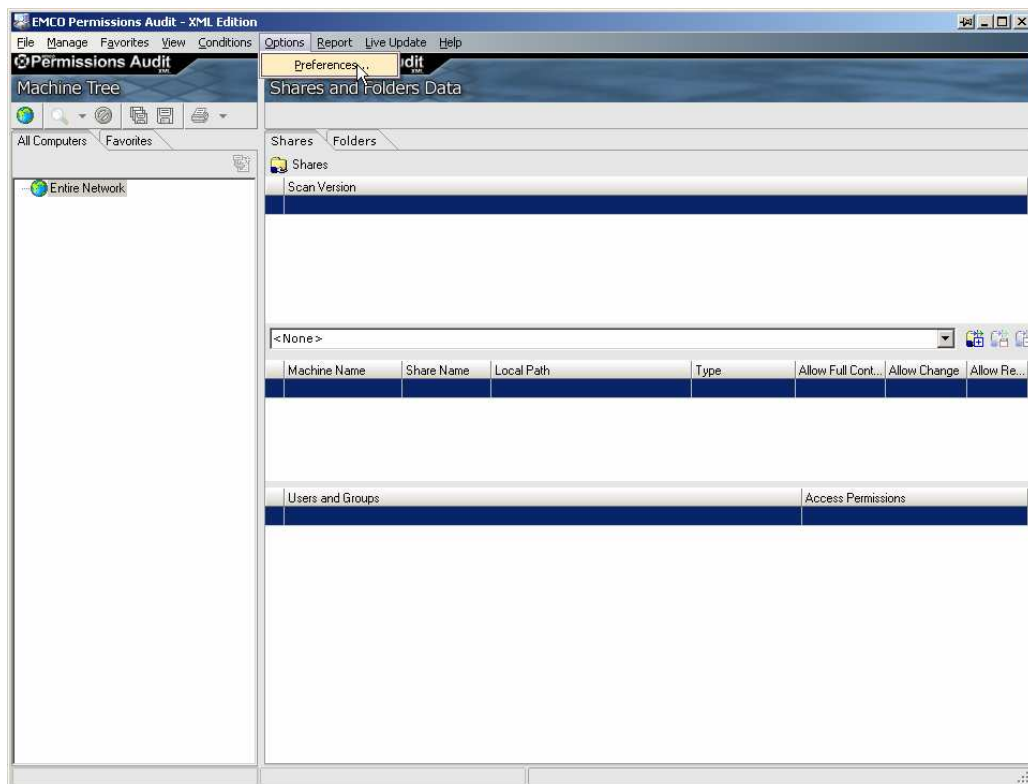 EMCO Permissions Audit - XML Edition
File Manage Favorites View Conditions Options Report Live Update Help
Permissions Audit
XML
Preferences...
Machine Tree
Shares and Folders Data
All Computers Favorites
Shares Folders
Shares
Entire Network
Scan Version
<None>
Machine Name Share Name Local Path Type Allow Full Cont... Allow Change Allow Re...
Users and Groups Access Permissions